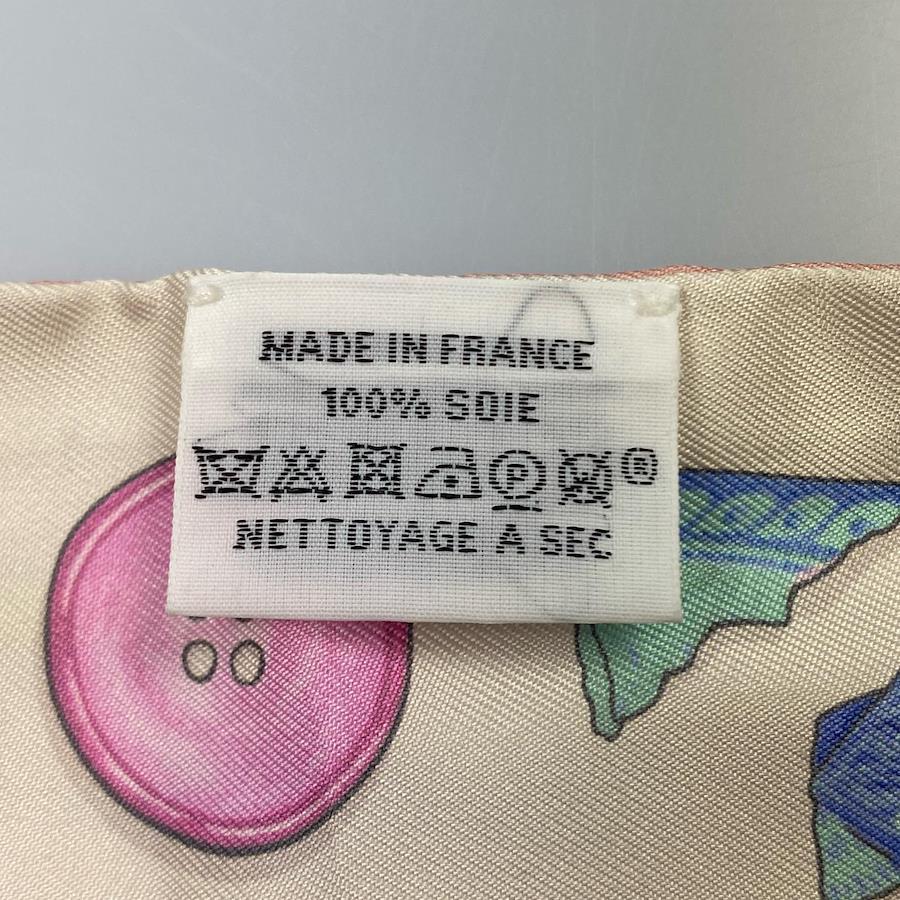 MADE IN FRANCE
100% SOIE
P ®
NETTOYAGE A SEC